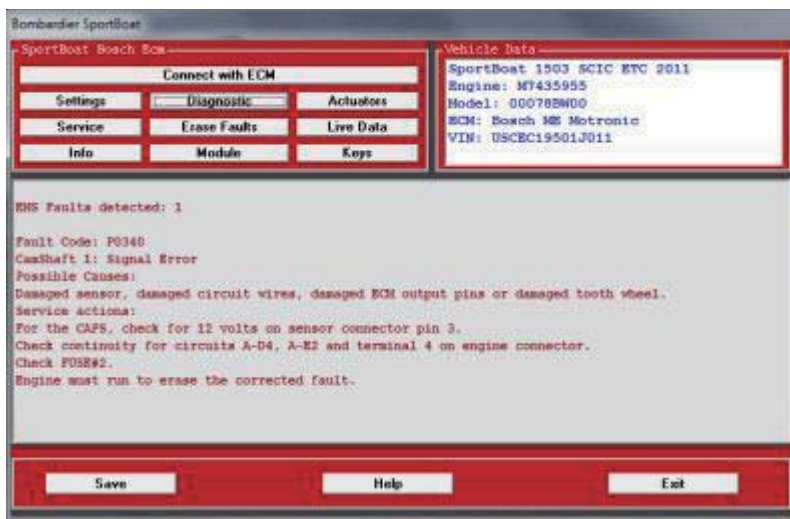 Bombardier SportBoat
SportBoat Bosch Ecm
Connect with ECM
Settings
Diagnostic
Actuators
Service
Erase Faults
Live Data
Info
Module
Keys
Vehicle Data
SportBoat 1503 SCIC ETC 2011
Engine: M7435955
Model: 00078BW00
ECM: Bosch ME Motronic
VIN: USCEC19501J011
EMS Faults detected: 1
Fault Code: P0340
CamShaft 1: Signal Error
Possible Causes:
Damaged sensor, damaged circuit wires, damaged ECM output pins or damaged tooth wheel.
Service actions:
For the CAPS, check for 12 volts on sensor connector pin 3.
Check continuity for circuits A-D4, A-E2 and terminal 4 on engine connector.
Check FUSE#2.
Engine must run to erase the corrected fault.
Save
Help
Exit